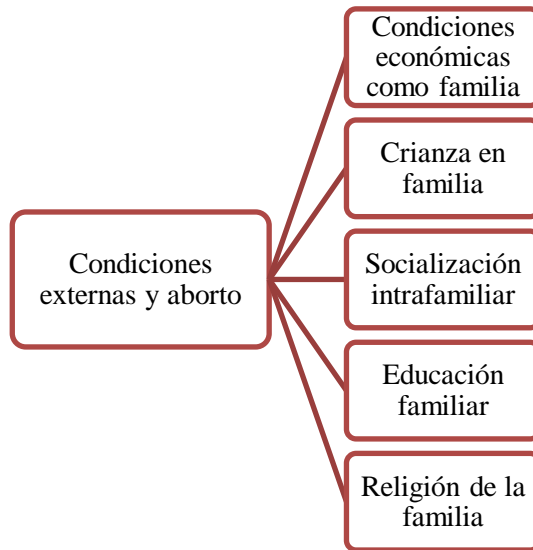 Condiciones
económicas
como familia
Crianza en
familia
Condiciones
externas y aborto
Socialización
intrafamiliar
Educación
familiar
Religión de la
familia